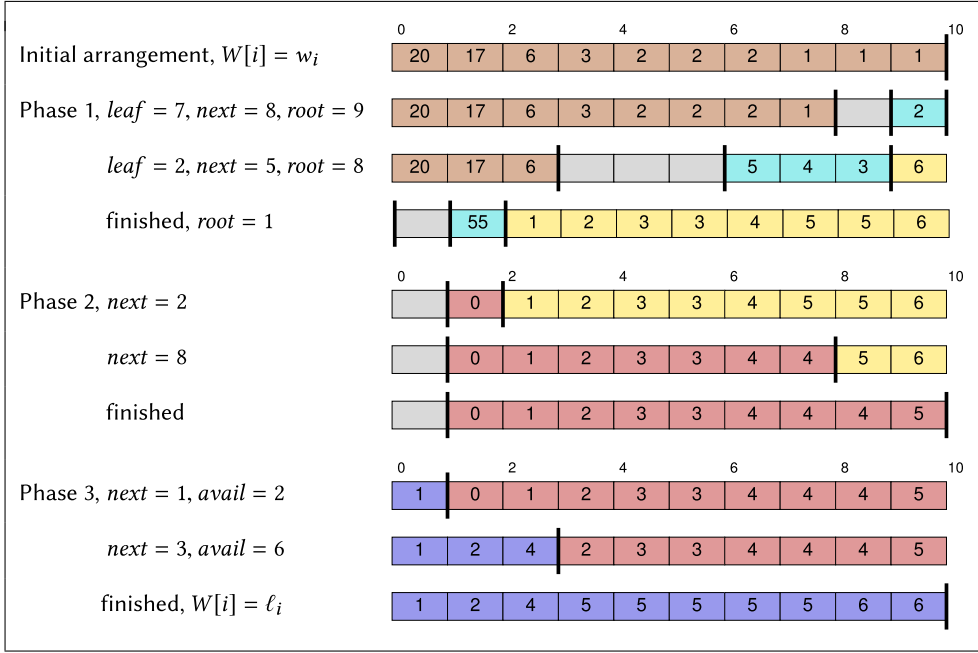 0 2 4 6 8 10
Initial arrangement, W[i] = wᵢ 20 17 6 3 2 2 2 1 1 1
Phase 1, leaf = 7, next = 8, root = 9 20 17 6 3 2 2 2 1 2
leaf = 2, next = 5, root = 8 20 17 6 5 4 3 6
finished, root = 1 55 1 2 3 3 4 5 5 6
0 2 4 6 8 10
Phase 2, next = 2 0 1 2 3 3 4 5 5 6
next = 8 0 1 2 3 3 4 4 5 6
finished 0 1 2 3 3 4 4 4 5
0 2 4 6 8 10
Phase 3, next = 1, avail = 2 1 0 1 2 3 3 4 4 4 5
next = 3, avail = 6 1 2 4 2 3 3 4 4 4 5
finished, W[i] = ℓᵢ 1 2 4 5 5 5 5 5 6 6